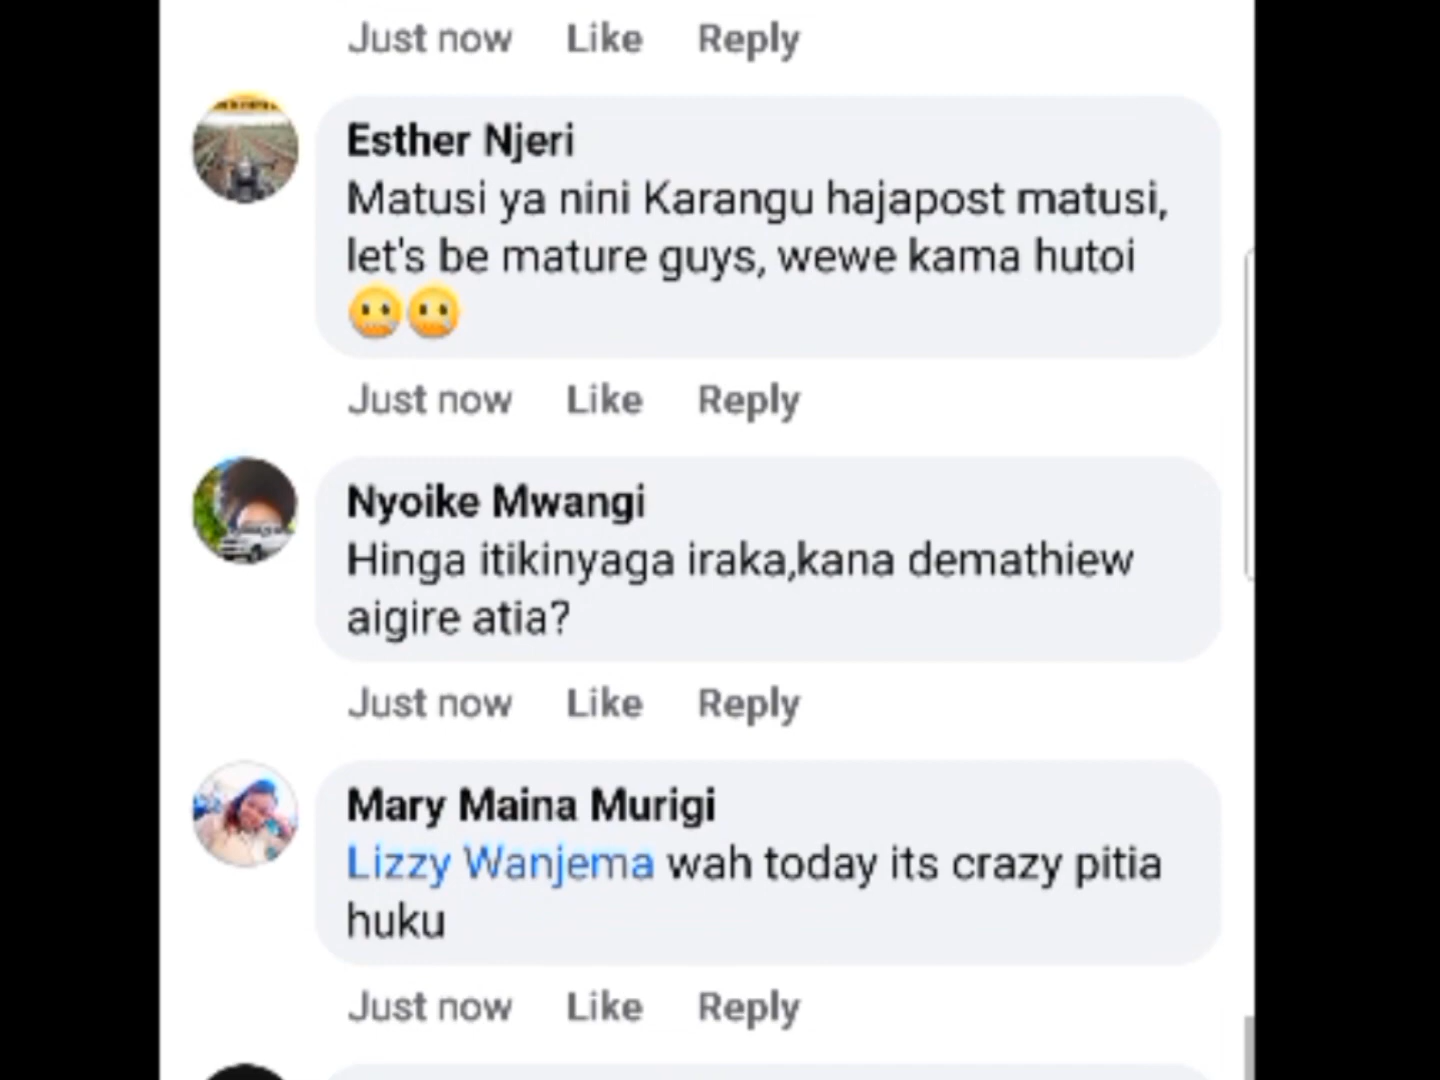 Just now Like Reply
Esther Njeri
Matusi ya nini Karangu hajapost matusi,
let's be mature guys, wewe kama hutoi
🤐🤐
Just now Like Reply
Nyoike Mwangi
Hinga itikinyaga iraka,kana demathiew
aigire atia?
Just now Like Reply
Mary Maina Murigi
Lizzy Wanjema wah today its crazy pitia
huku
Just now Like Reply